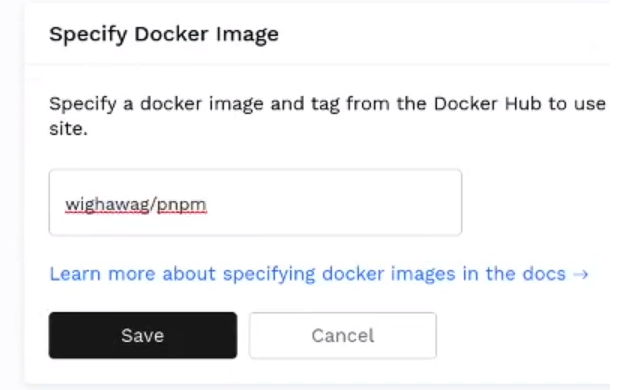 Specify Docker Image
Specify a docker image and tag from the Docker Hub to use
site.
wighawag/pnpm
Learn more about specifying docker images in the docs →
Save Cancel